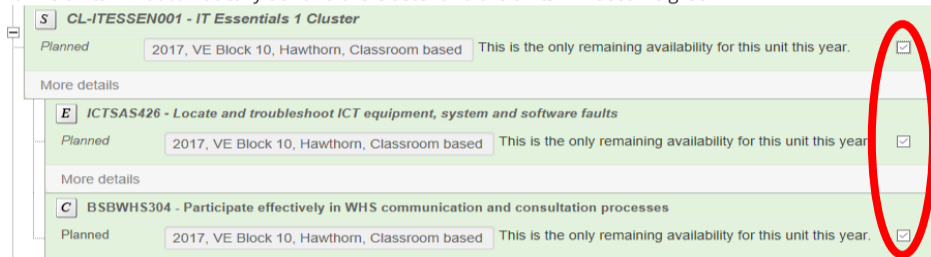 S CL-ITESSEN001 - IT Essentials 1 Cluster
Planned 2017, VE Block 10, Hawthorn, Classroom based This is the only remaining availability for this unit this year.
More details
E ICTSAS426 - Locate and troubleshoot ICT equipment, system and software faults
Planned 2017, VE Block 10, Hawthorn, Classroom based This is the only remaining availability for this unit this year
More details
C BSBWHS304 - Participate effectively in WHS communication and consultation processes
Planned 2017, VE Block 10, Hawthorn, Classroom based This is the only remaining availability for this unit this year.